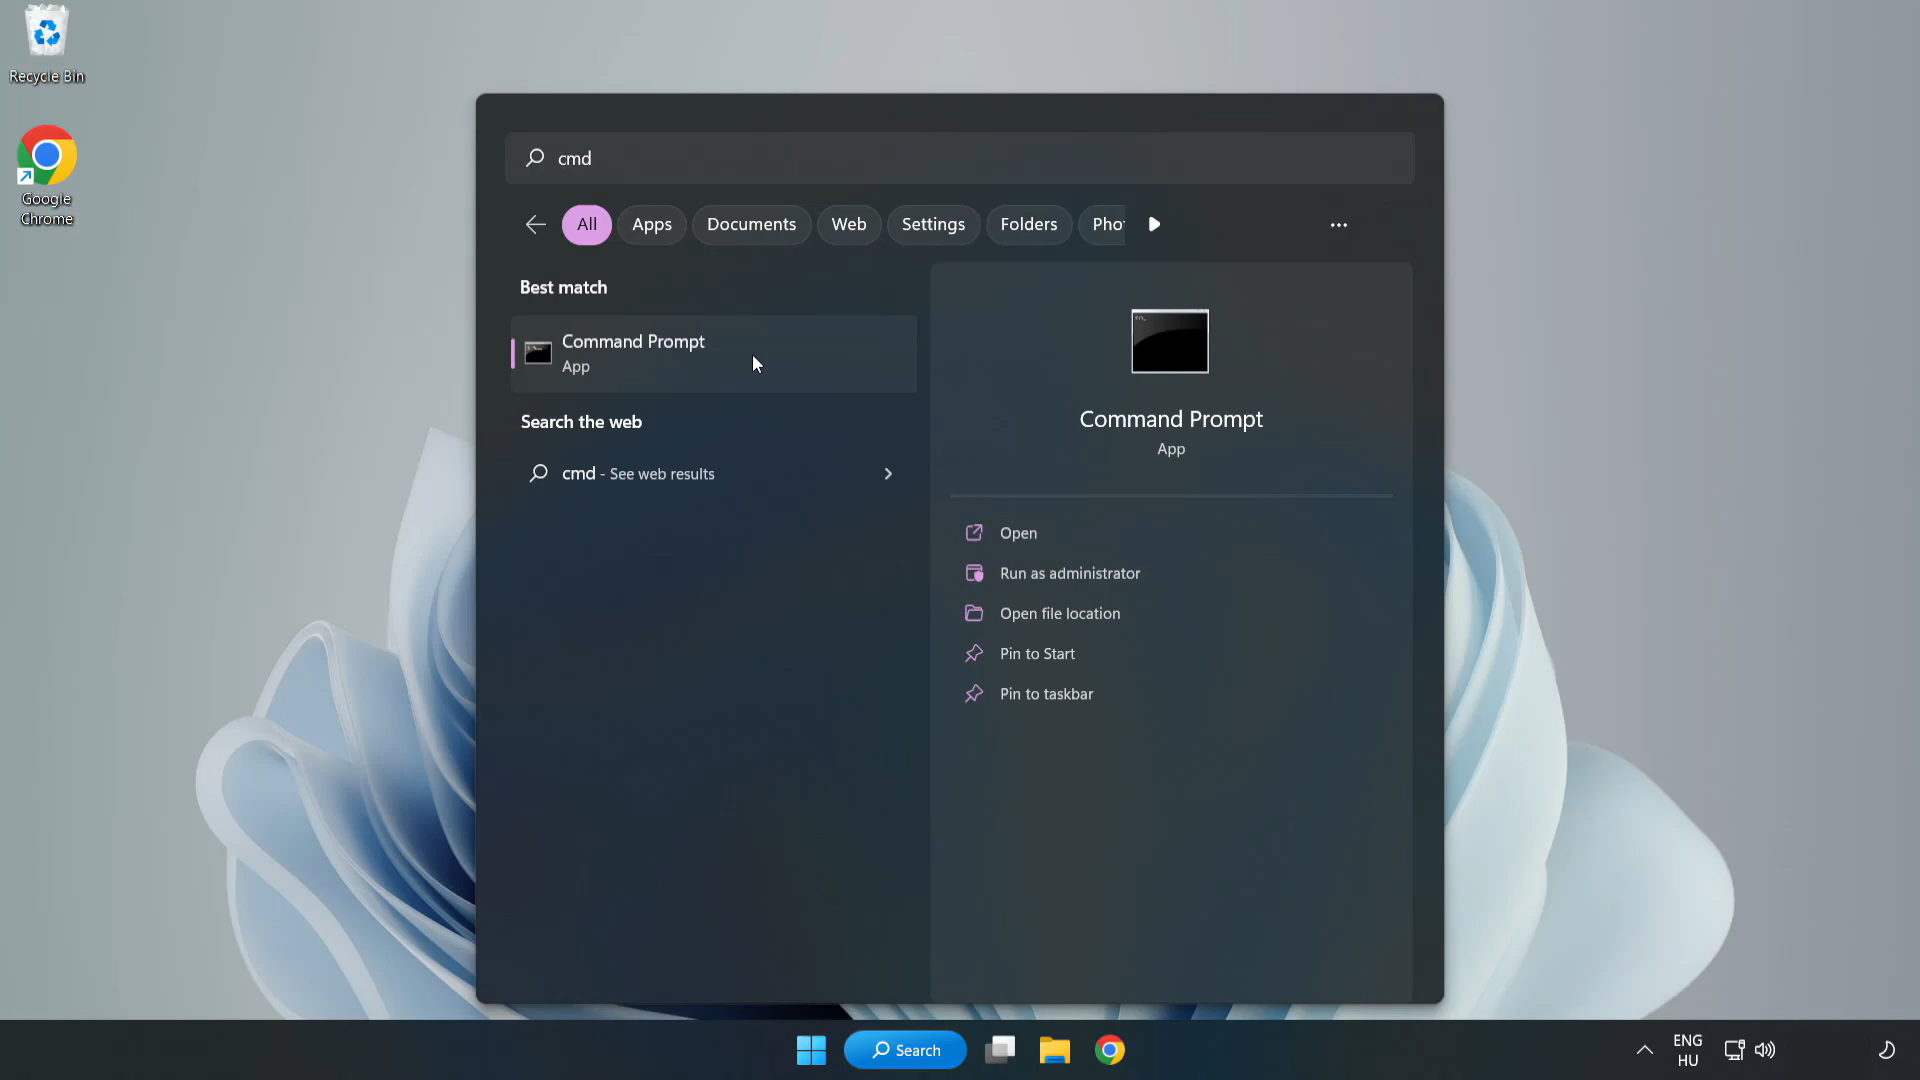 Recycle Bin
Google
Chrome
cmd
All
Apps
Documents
Web
Settings
Folders
Pho
Best match
Command Prompt
App
Search the web
cmd - See web results
Command Prompt
App
Open
Run as administrator
Open file location
Pin to Start
Pin to taskbar
Search
ENG
HU